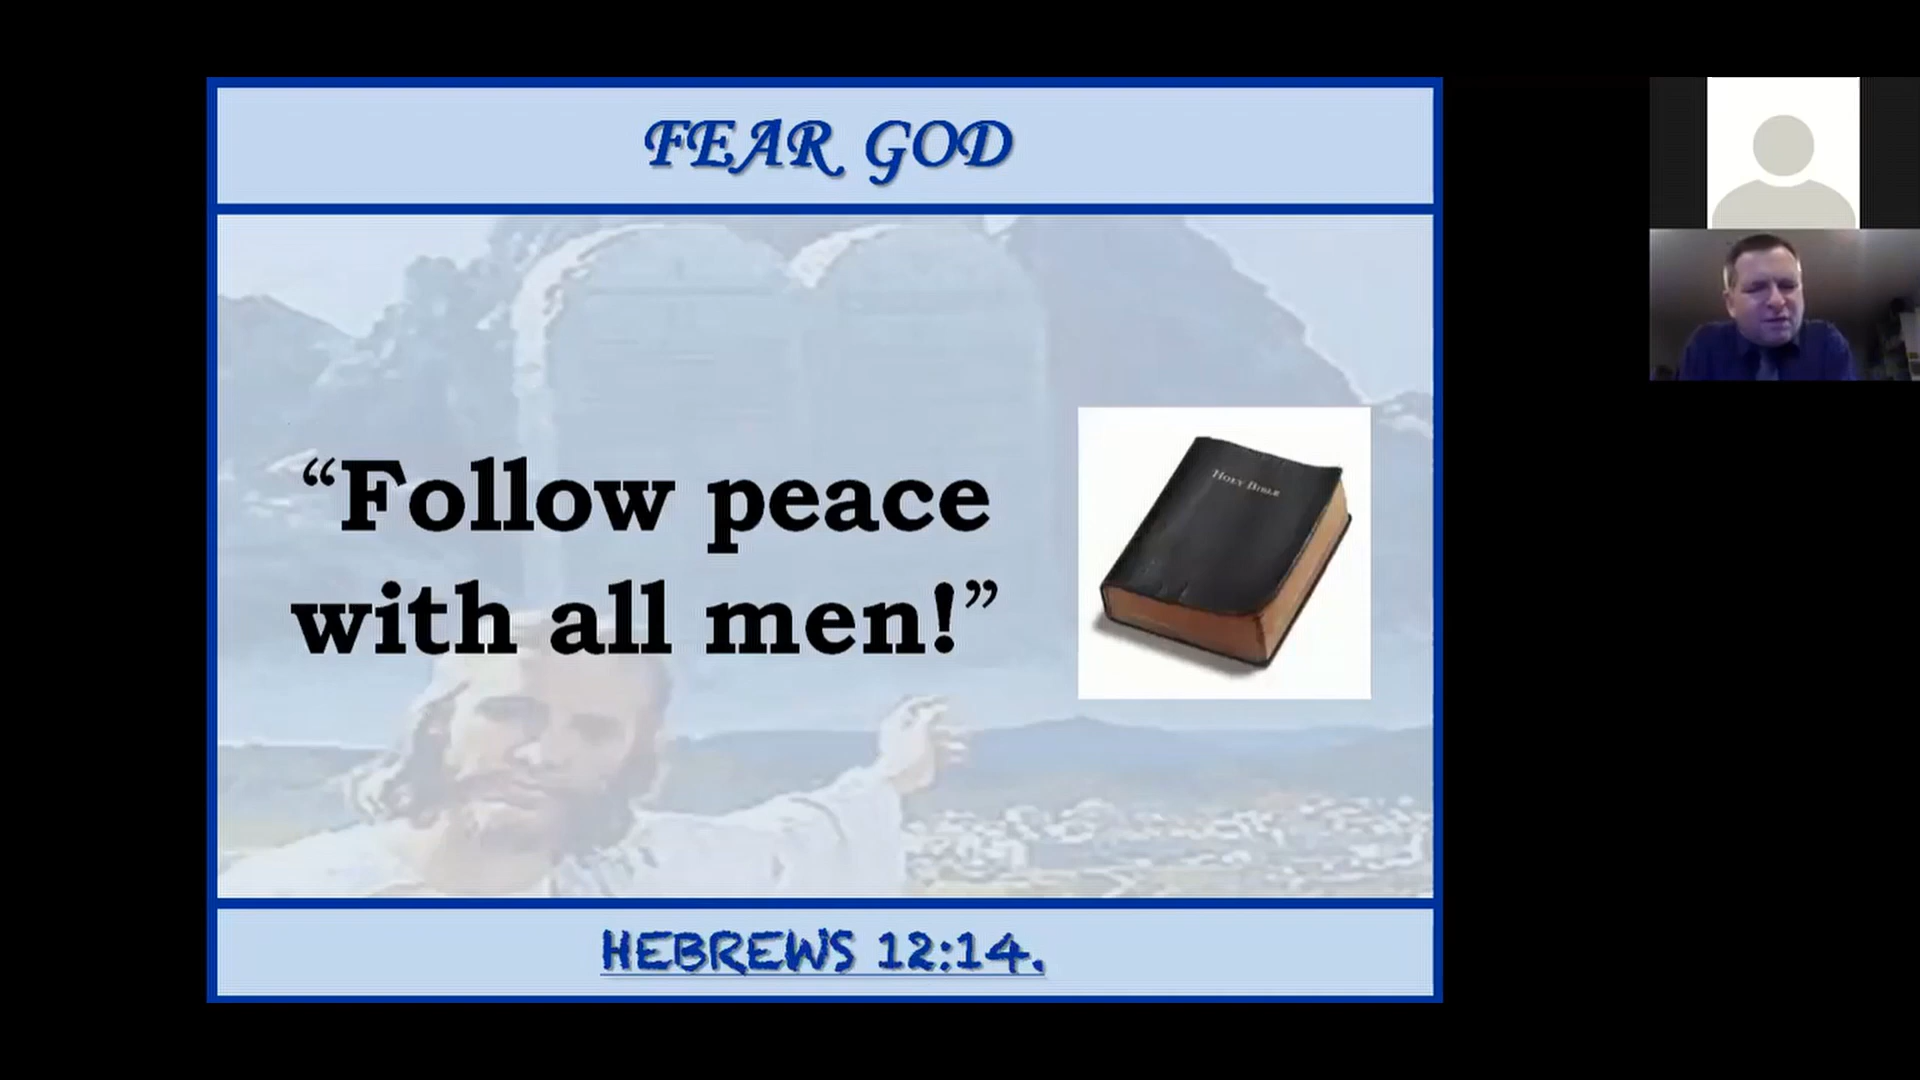 FEAR GOD
“Follow peace
with all men!”
HOLY BIBLE
HEBREWS 12:14.